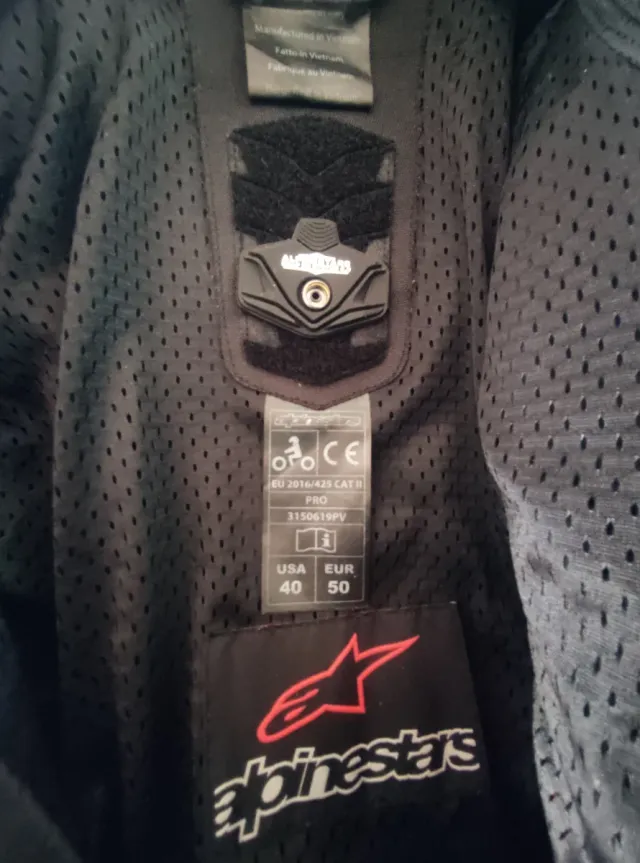 Manufactured in Vietnam
Fatto in Vietnam
Fabriqué au Vietnam
alpinestars
CE
EU 2016/425 CAT II
PRO
3150619PV
i
USA EUR
40 50
alpinestars